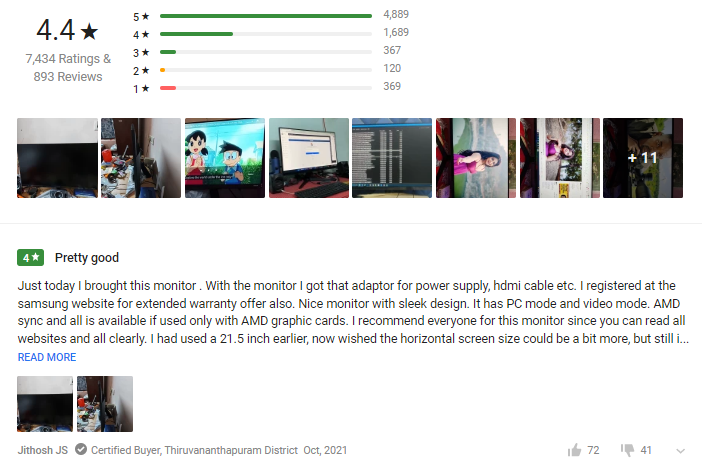 4.4 ★
7,434 Ratings &
893 Reviews
5 ★ 4,889
4 ★ 1,689
3 ★ 367
2 ★ 120
1 ★ 369
+ 11
4 ★ Pretty good
Just today I brought this monitor . With the monitor I got that adaptor for power supply, hdmi cable etc. I registered at the
samsung website for extended warranty offer also. Nice monitor with sleek design. It has PC mode and video mode. AMD
sync and all is available if used only with AMD graphic cards. I recommend everyone for this monitor since you can read all
websites and all clearly. I had used a 21.5 inch earlier, now wished the horizontal screen size could be a bit more, but still i...
READ MORE
Jithosh JS Certified Buyer, Thiruvananthapuram District Oct, 2021 72 41